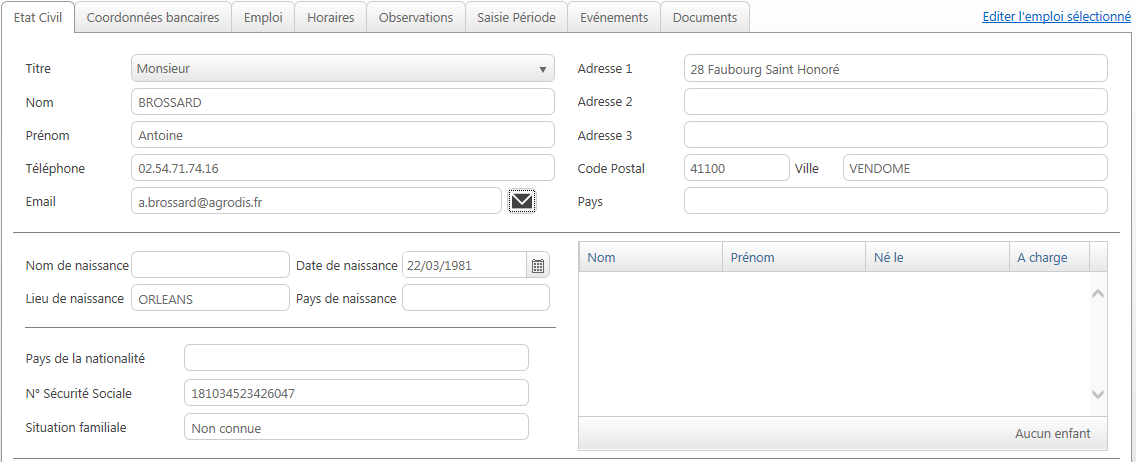 Etat Civil Coordonnées bancaires Emploi Horaires Observations Saisie Période Evénements Documents Editer l'emploi sélectionné
Titre Monsieur
Nom BROSSARD
Prénom Antoine
Téléphone 02.54.71.74.16
Email a.brossard@agrodis.fr
Adresse 1 28 Faubourg Saint Honoré
Adresse 2
Adresse 3
Code Postal 41100 Ville VENDOME
Pays
Nom de naissance Date de naissance 22/03/1981
Lieu de naissance ORLEANS Pays de naissance
Pays de la nationalité
N° Sécurité Sociale 181034523426047
Situation familiale Non connue
Nom Prénom Né le A charge
Aucun enfant